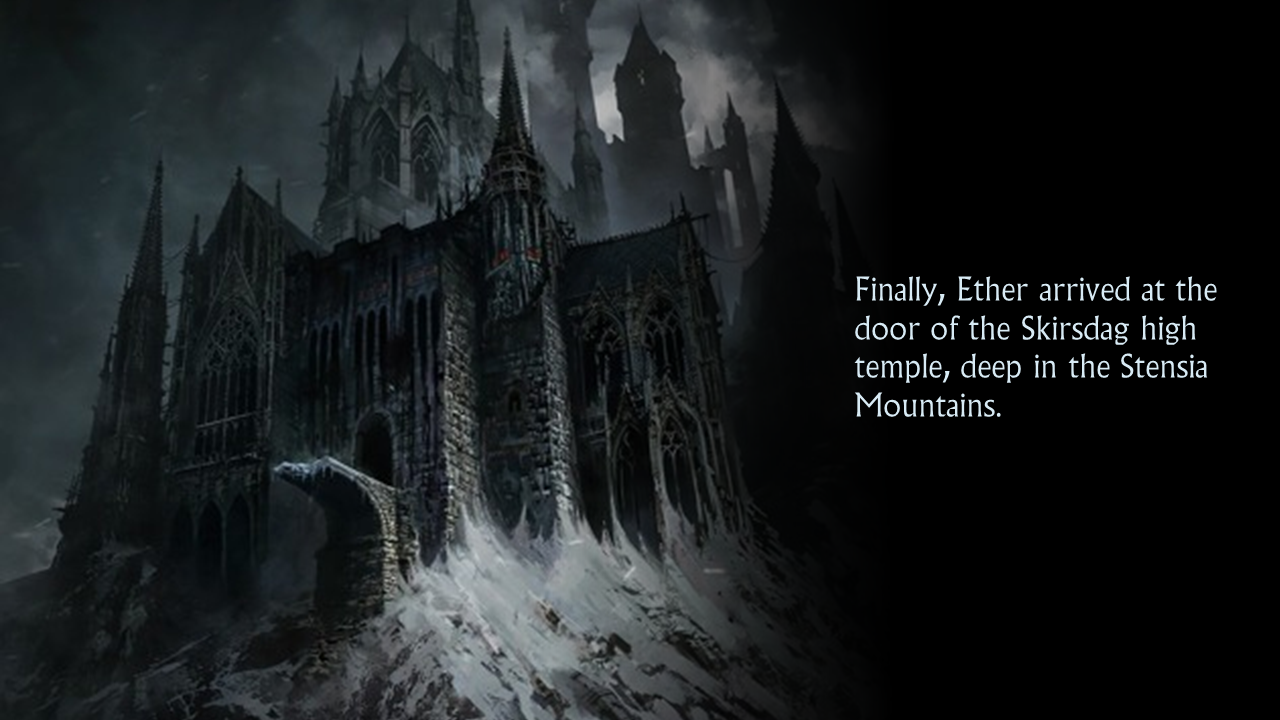 Finally, Ether arrived at the
door of the Skirsdag high
temple, deep in the Stensia
Mountains.